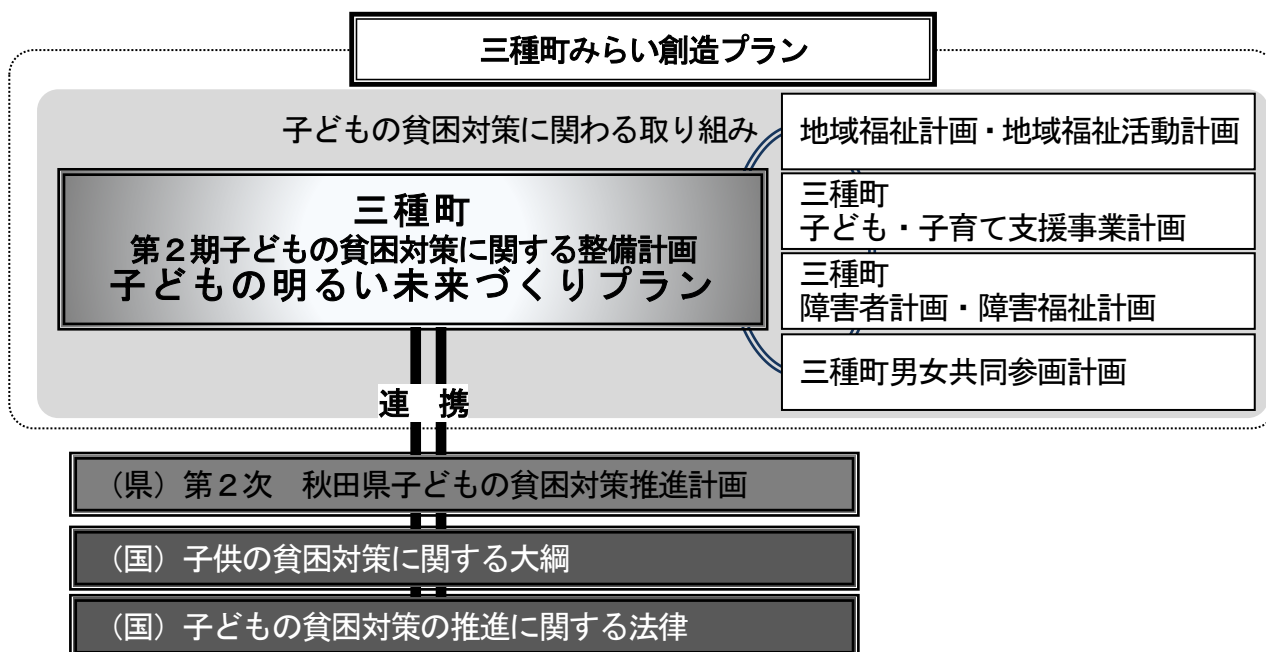 三種町みらい創造プラン
子どもの貧困対策に関わる取り組み
三種町
第２期子どもの貧困対策に関する整備計画
子どもの明るい未来づくりプラン
地域福祉計画・地域福祉活動計画
三種町
子ども・子育て支援事業計画
三種町
障害者計画・障害福祉計画
三種町男女共同参画計画
連　携
（県）第２次　秋田県子どもの貧困対策推進計画
（国）子供の貧困対策に関する大綱
（国）子どもの貧困対策の推進に関する法律